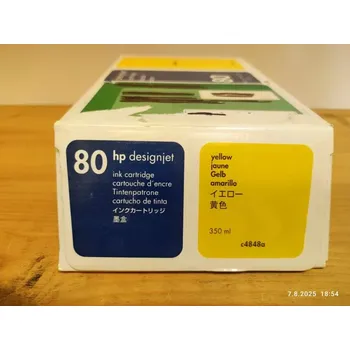 80
80 hp designjet
ink cartridge
cartouche d'encre
Tintenpatrone
cartucho de tinta
インクカートリッジ
墨盒
yellow
jaune
Gelb
amarillo
イエロー
黄色
350 ml
c4848a
7.8.2025 18:54